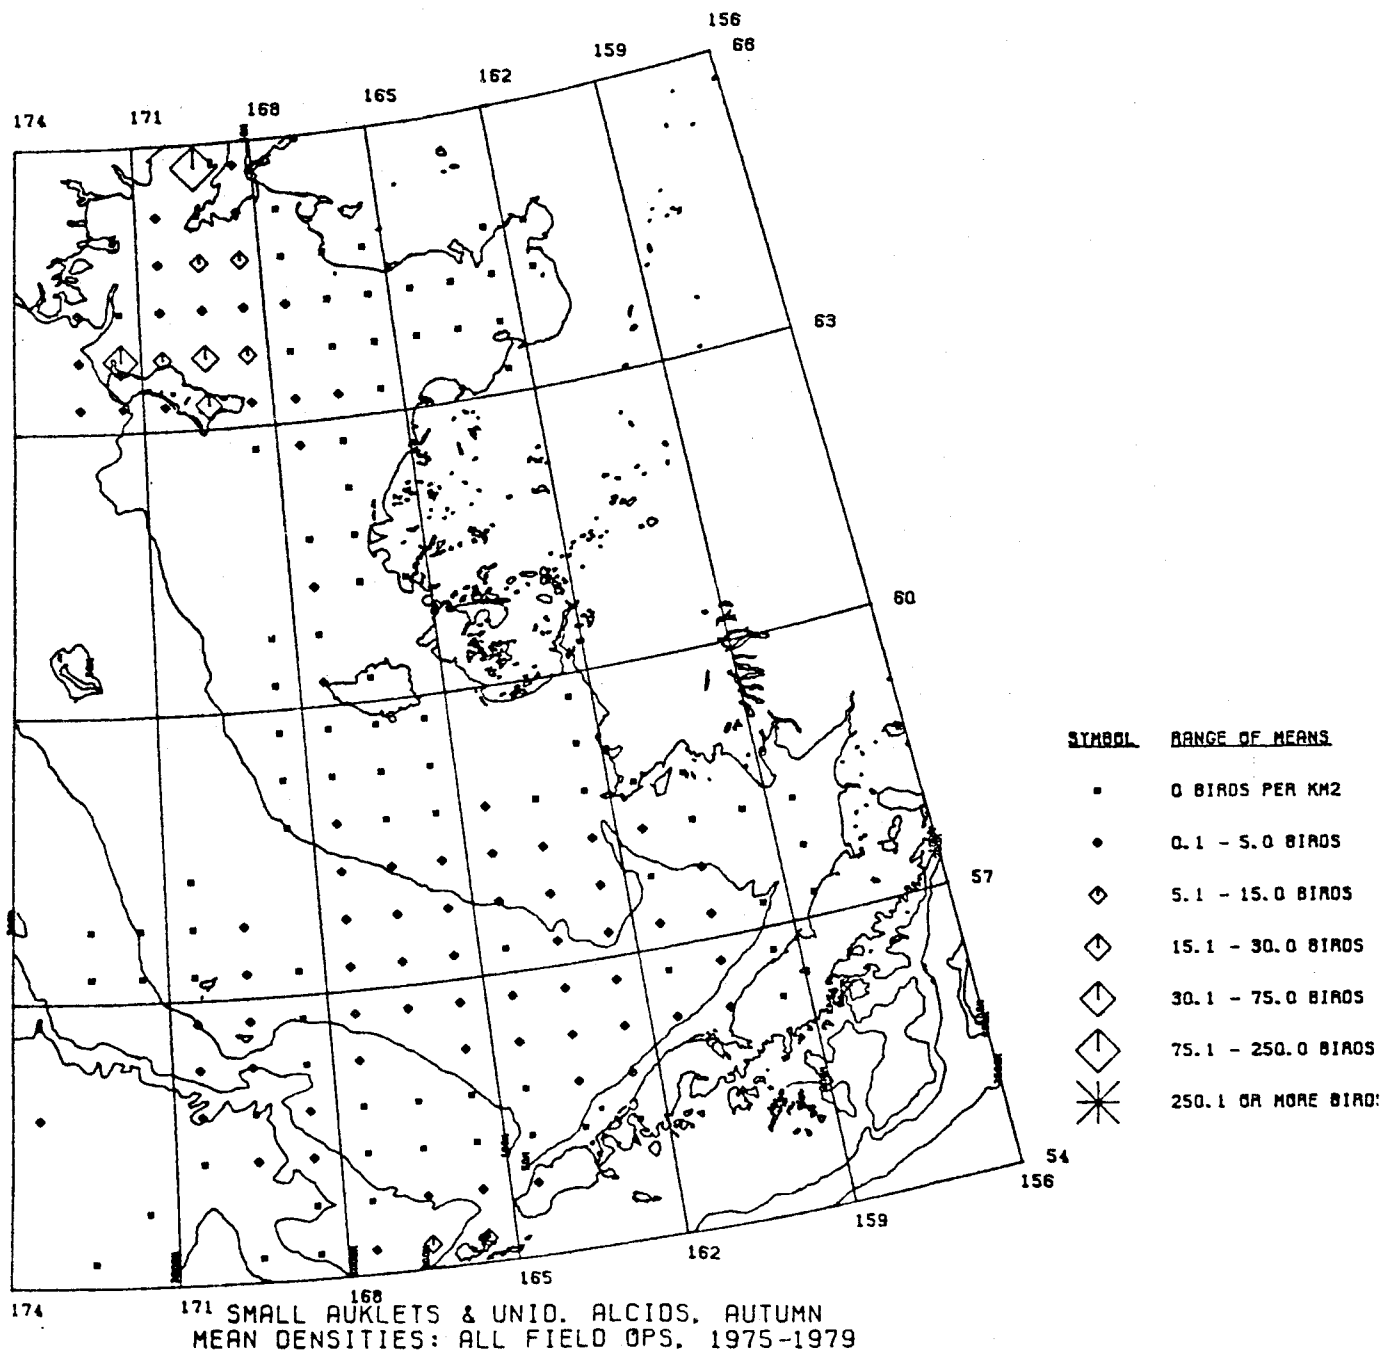 156
159
66
162
165
168
171
174
63
60
SYMBOL RANGE OF MEANS
0 BIRDS PER KM2
0.1 - 5.0 BIRDS
5.1 - 15.0 BIRDS
57
15.1 - 30.0 BIRDS
30.1 - 75.0 BIRDS
75.1 - 250.0 BIRDS
250.1 OR MORE BIRDS
54
156
159
162
165
168
171
174
SMALL AUKLETS & UNID. ALCIDS, AUTUMN
MEAN DENSITIES: ALL FIELD OPS, 1975-1979